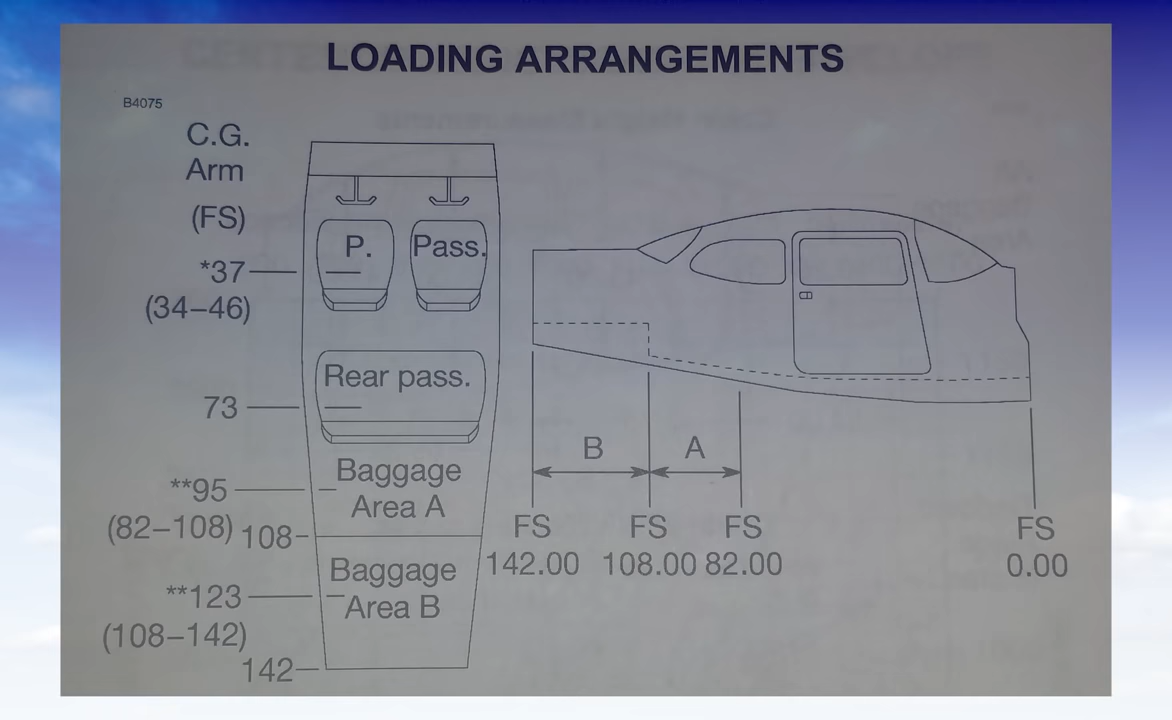 LOADING ARRANGEMENTS
B4075
C.G.
Arm
(FS)
*37
(34–46)
73
**95
(82–108)
108
**123
(108–142)
142
P.
Pass.
Rear pass.
Baggage
Area A
Baggage
Area B
B
A
FS
142.00
FS
108.00
FS
82.00
FS
0.00